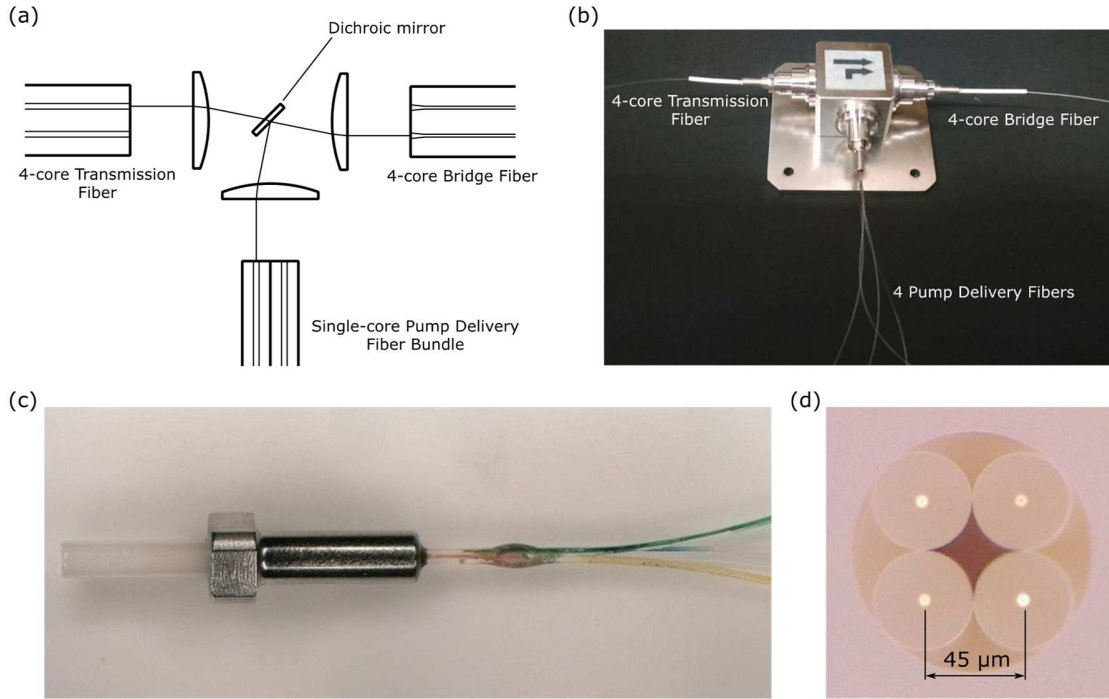 (a)
Dichroic mirror
4-core Transmission
Fiber
4-core Bridge Fiber
Single-core Pump Delivery
Fiber Bundle
(b)
4-core Transmission
Fiber
4-core Bridge Fiber
4 Pump Delivery Fibers
(c)
(d)
45 μm